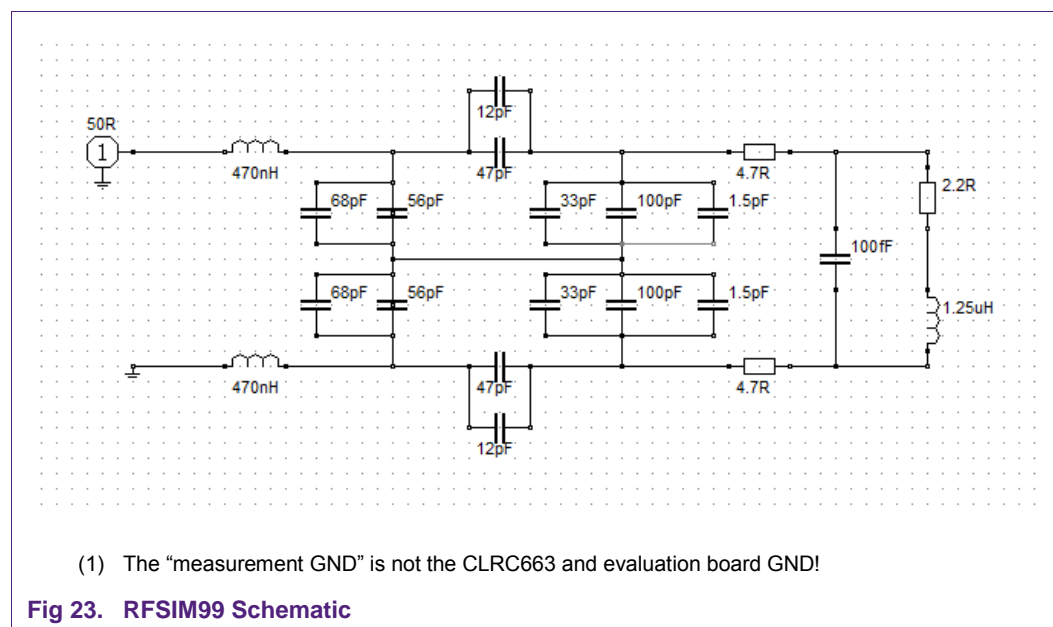 12pF
50R
1
470nH
47pF
4.7R
2.2R
68pF 56pF 33pF 100pF 1.5pF
100fF
68pF 56pF 33pF 100pF 1.5pF
1.25uH
470nH
47pF
4.7R
12pF
(1) The “measurement GND” is not the CLRC663 and evaluation board GND!
Fig 23. RFSIM99 Schematic